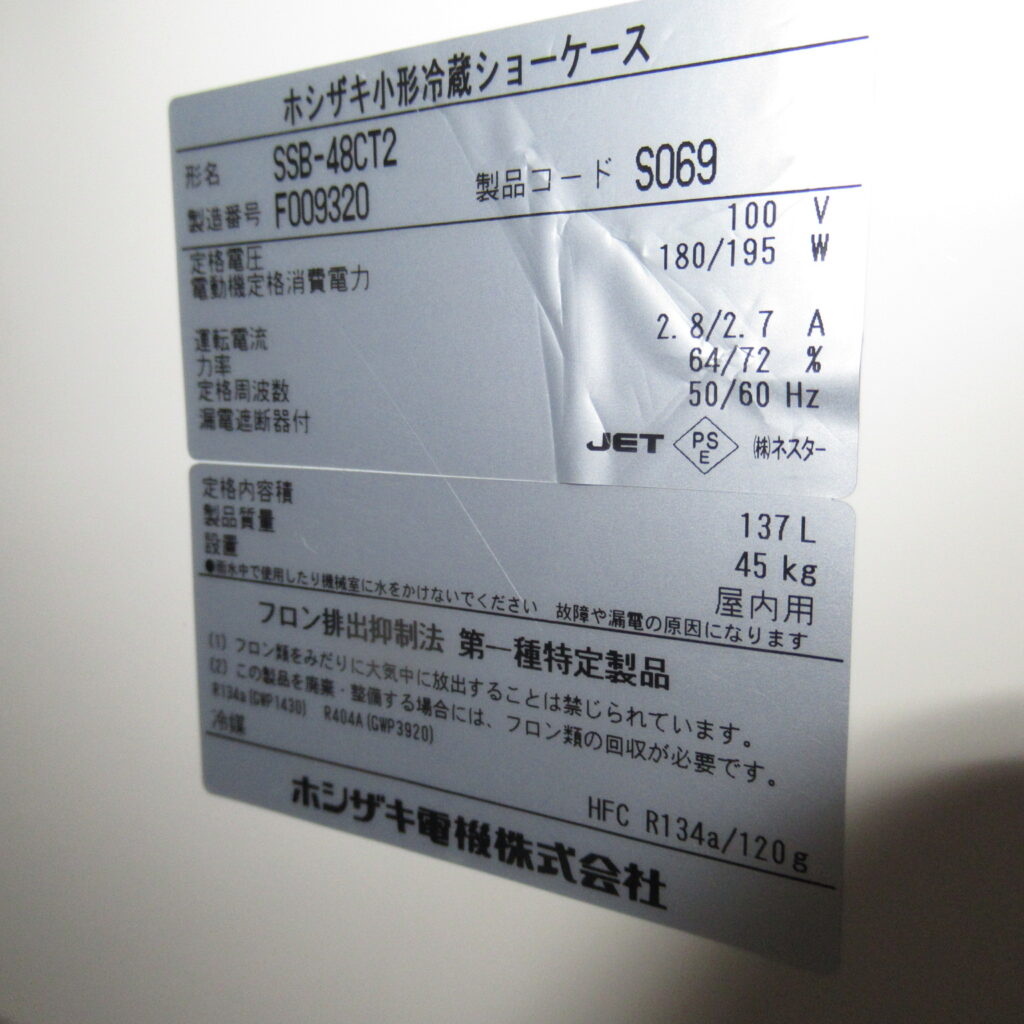 ホシザキ小形冷蔵ショーケース
形名 SSB-48CT2
製造番号 F009320 製品コード S069
定格電圧 100 V
電動機定格消費電力 180/195 W
運転電流 2.8/2.7 A
力率 64/72 %
定格周波数 50/60 Hz
漏電遮断器付
JET PSE ㈱ネスター
定格内容積 137L
製品質量 45kg
設置 屋内用
●雨水中で使用したり機械室に水をかけないでください 故障や漏電の原因になります
フロン排出抑制法 第一種特定製品
(1) フロン類をみだりに大気中に放出することは禁じられています。
(2) この製品を廃棄・整備する場合には、フロン類の回収が必要です。
R134a(GWP1430) R404A(GWP3920)
冷媒 HFC R134a/120g
ホシザキ電機株式会社